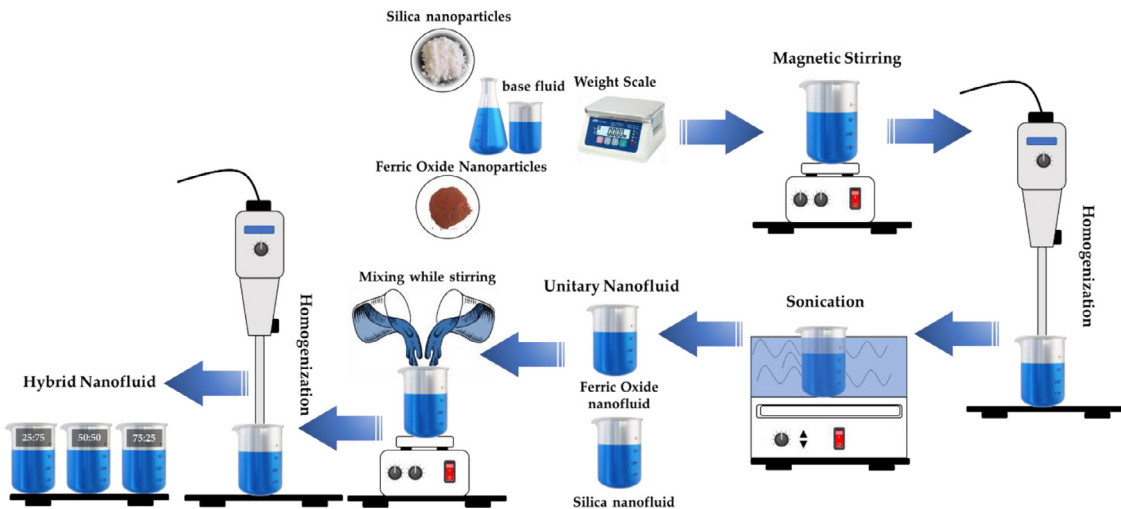 Silica nanoparticles
base fluid
Weight Scale
Ferric Oxide Nanoparticles
Magnetic Stirring
Homogenization
Sonication
Unitary Nanofluid
Ferric Oxide
nanofluid
Silica nanofluid
Mixing while stirring
Homogenization
Hybrid Nanofluid
25:75
50:50
75:25